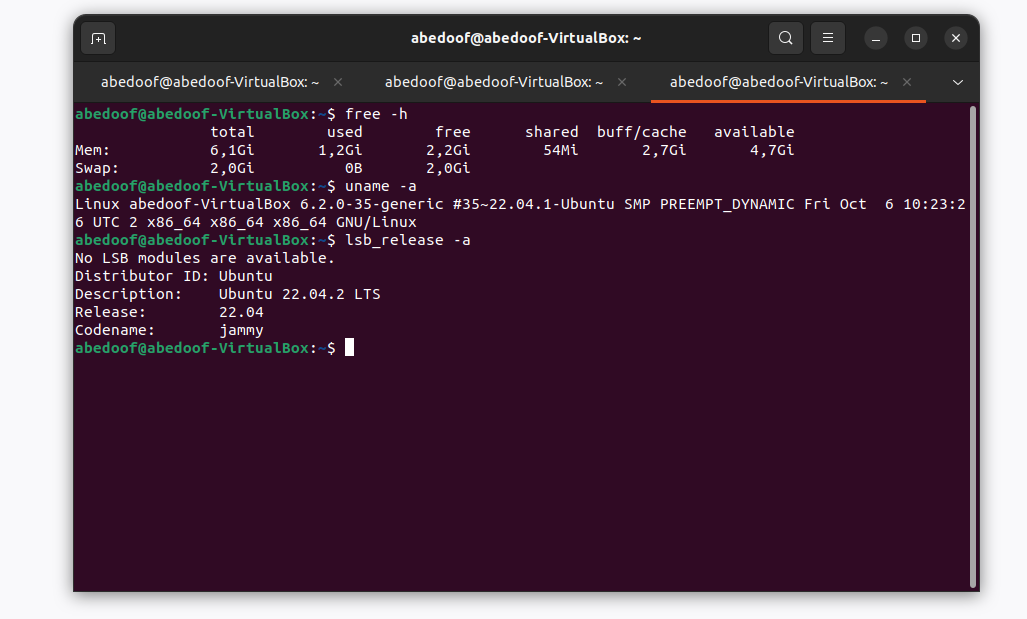 abedoof@abedoof-VirtualBox: ~
abedoof@abedoof-VirtualBox: ~ abedoof@abedoof-VirtualBox: ~ abedoof@abedoof-VirtualBox: ~
abedoof@abedoof-VirtualBox:~$ free -h
               total        used        free      shared  buff/cache   available
Mem:           6,1Gi       1,2Gi       2,2Gi        54Mi       2,7Gi       4,7Gi
Swap:          2,0Gi          0B       2,0Gi
abedoof@abedoof-VirtualBox:~$ uname -a
Linux abedoof-VirtualBox 6.2.0-35-generic #35~22.04.1-Ubuntu SMP PREEMPT_DYNAMIC Fri Oct  6 10:23:2
6 UTC 2 x86_64 x86_64 x86_64 GNU/Linux
abedoof@abedoof-VirtualBox:~$ lsb_release -a
No LSB modules are available.
Distributor ID: Ubuntu
Description:    Ubuntu 22.04.2 LTS
Release:        22.04
Codename:       jammy
abedoof@abedoof-VirtualBox:~$